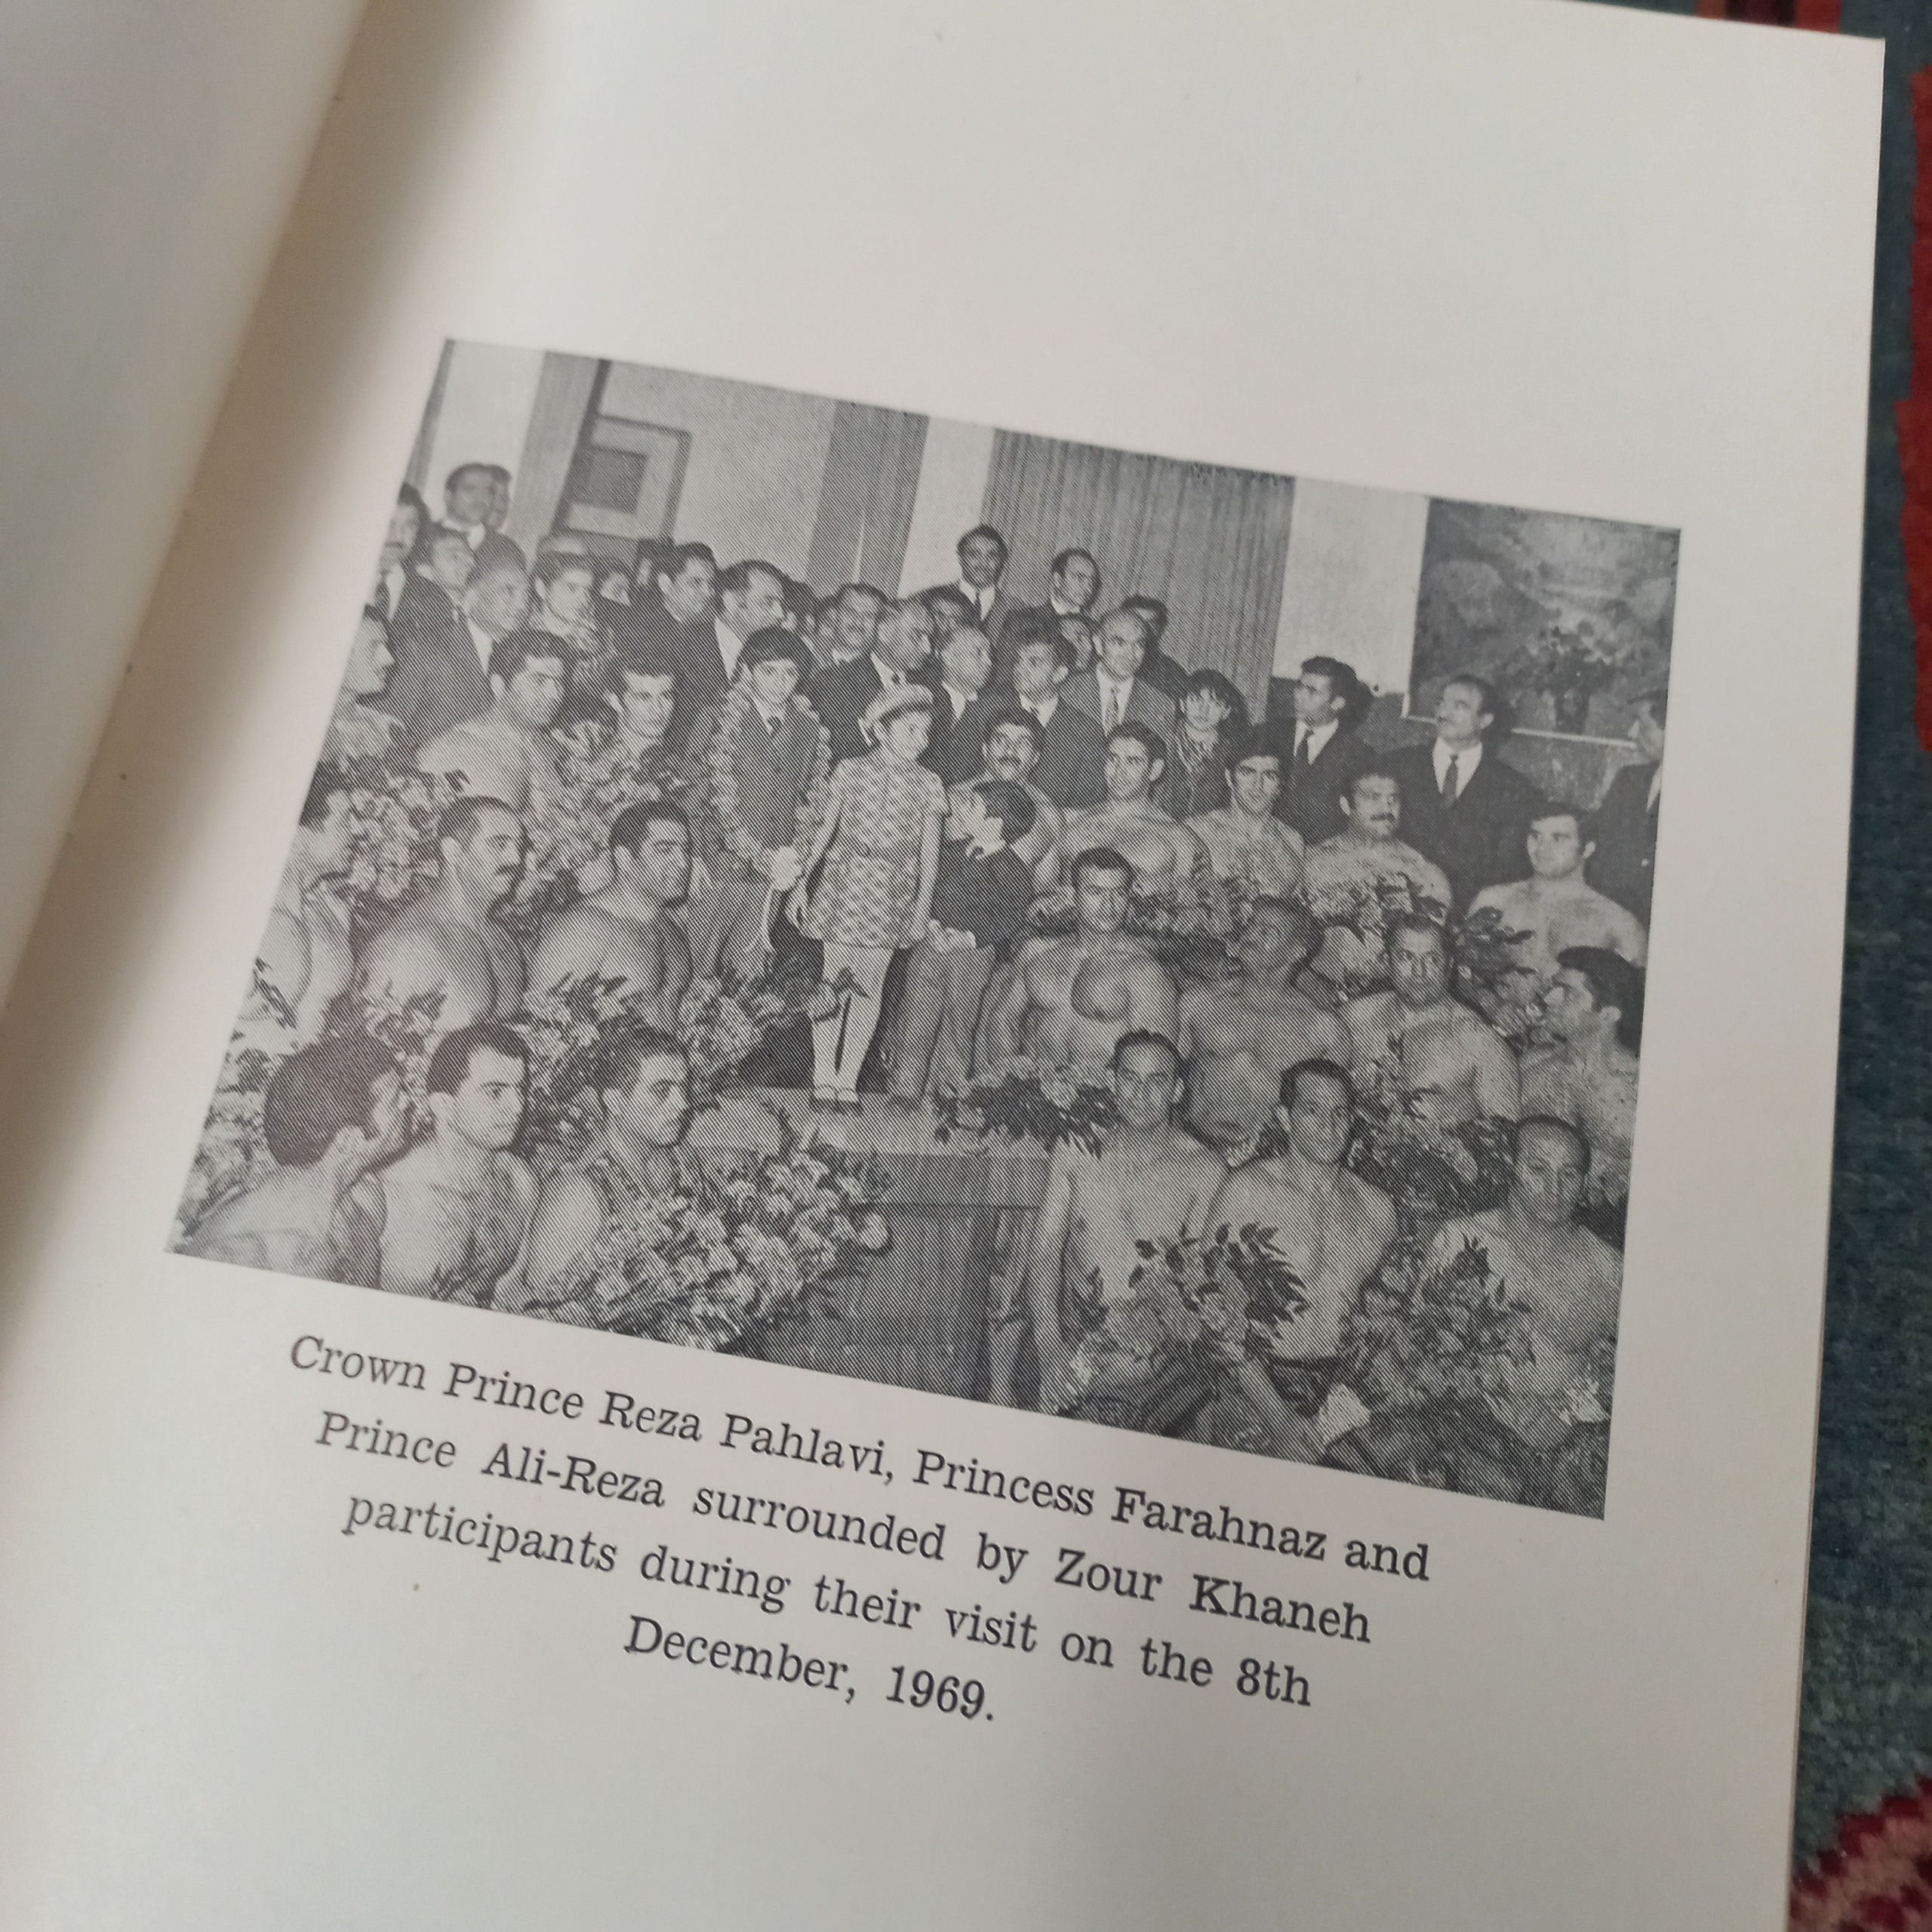 Crown Prince Reza Pahlavi, Princess Farahnaz and
Prince Ali-Reza surrounded by Zour Khaneh
participants during their visit on the 8th
December, 1969.